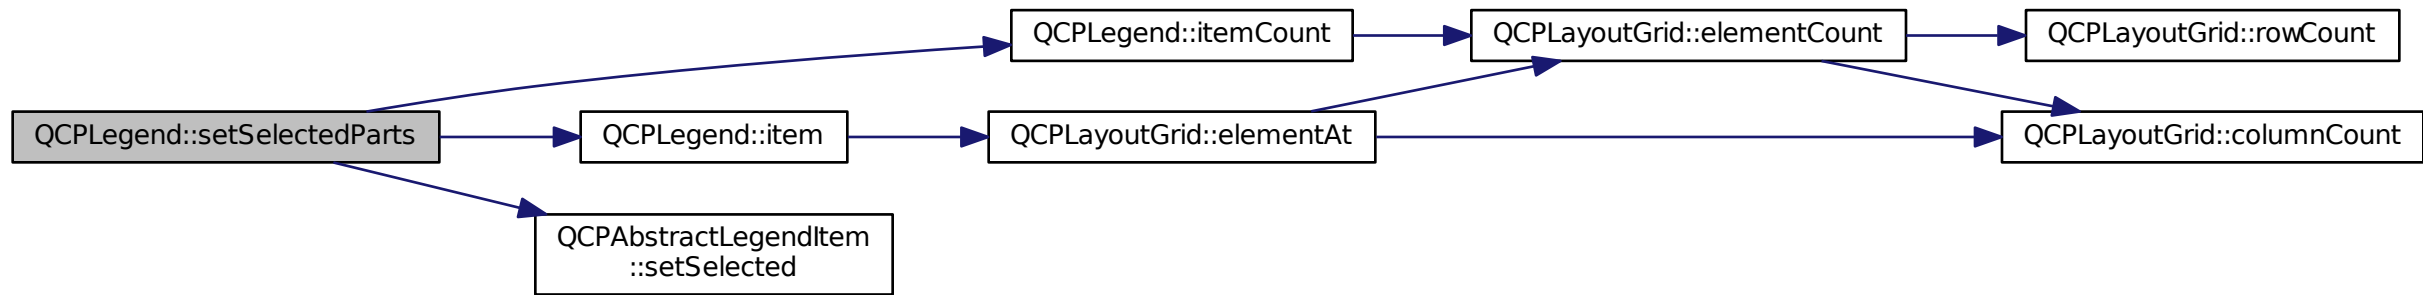 QCPLegend::itemCount
QCPLayoutGrid::elementCount
QCPLayoutGrid::rowCount
QCPLegend::setSelectedParts
QCPLegend::item
QCPLayoutGrid::elementAt
QCPLayoutGrid::columnCount
QCPAbstractLegendItem
::setSelected